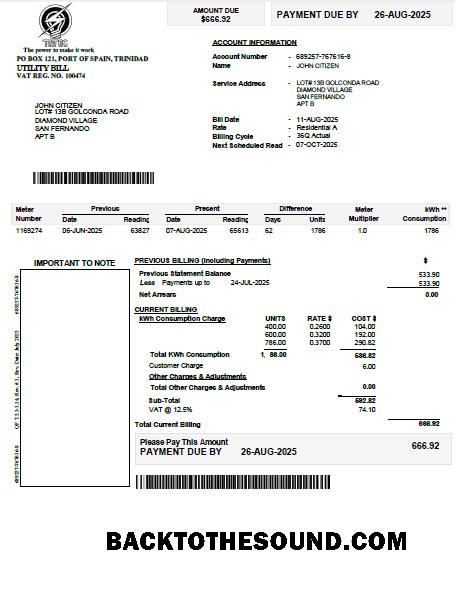 AMOUNT DUE
$666.92
PAYMENT DUE BY 26-AUG-2025
The power to make it work
PO BOX 121, PORT OF SPAIN, TRINIDAD
UTILITY BILL
VAT REG. NO. 100474
ACCOUNT INFORMATION
Account Number - 689257-767616-8
Name - JOHN CITIZEN
Service Address - LOT# 13B GOLCONDA ROAD
DIAMOND VILLAGE
SAN FERNANDO
APT B
Bill Date - 11-AUG-2025
Rate - Residential A
Billing Cycle - 36Q Actual
Next Scheduled Read - 07-OCT-2025
JOHN CITIZEN
LOT# 13B GOLCONDA ROAD
DIAMOND VILLAGE
SAN FERNANDO
APT B
Meter Previous Present Difference Meter kWh **
Number Date Reading Date Reading Days Units Multiplier Consumption
1169274 06-JUN-2025 63827 07-AUG-2025 65613 62 1786 1.0 1786
IMPORTANT TO NOTE
PREVIOUS BILLING (Including Payments) $
Previous Statement Balance 533.90
Less Payments up to 24-JUL-2025 533.90
Net Arrears 0.00
CURRENT BILLING
kWh Consumption Charge UNITS RATE $ COST $
400.00 0.2600 104.00
600.00 0.3200 192.00
786.00 0.3700 290.82
Total KWh Consumption 1, 86.00 586.82
Customer Charge 6.00
Other Charges & Adjustments
Total Other Charges & Adjustments 0.00
Sub-Total 592.82
VAT @ 12.5% 74.10
Total Current Billing 666.92
Please Pay This Amount 666.92
PAYMENT DUE BY 26-AUG-2025
689257-767616-8
689257-767616-8
BACKTOTHESOUND.COM